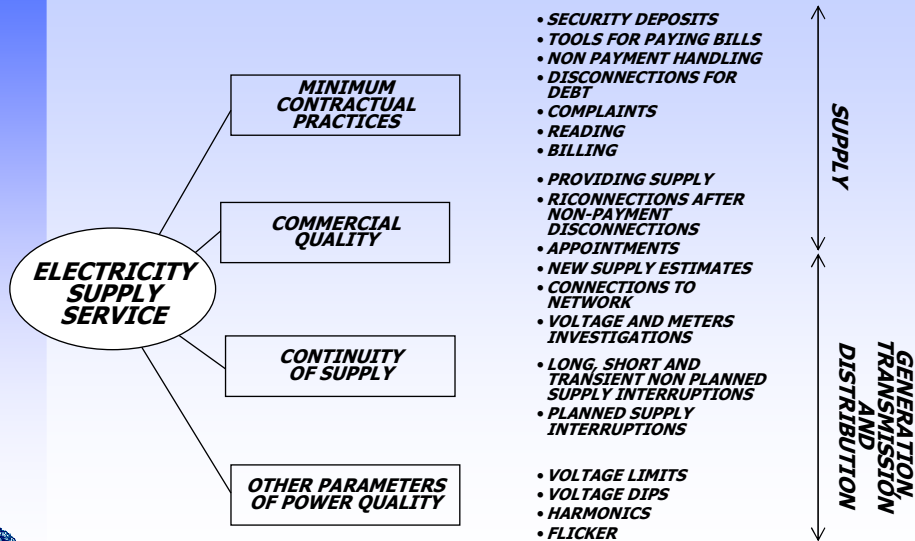 ELECTRICITY
SUPPLY
SERVICE
MINIMUM
CONTRACTUAL
PRACTICES
• SECURITY DEPOSITS
• TOOLS FOR PAYING BILLS
• NON PAYMENT HANDLING
• DISCONNECTIONS FOR
DEBT
• COMPLAINTS
• READING
• BILLING
COMMERCIAL
QUALITY
• PROVIDING SUPPLY
• RICONNECTIONS AFTER
NON-PAYMENT
DISCONNECTIONS
• APPOINTMENTS
• NEW SUPPLY ESTIMATES
• CONNECTIONS TO
NETWORK
• VOLTAGE AND METERS
INVESTIGATIONS
CONTINUITY
OF SUPPLY
• LONG, SHORT AND
TRANSIENT NON PLANNED
SUPPLY INTERRUPTIONS
• PLANNED SUPPLY
INTERRUPTIONS
OTHER PARAMETERS
OF POWER QUALITY
• VOLTAGE LIMITS
• VOLTAGE DIPS
• HARMONICS
• FLICKER
SUPPLY
GENERATION,
TRANSMISSION
AND
DISTRIBUTION